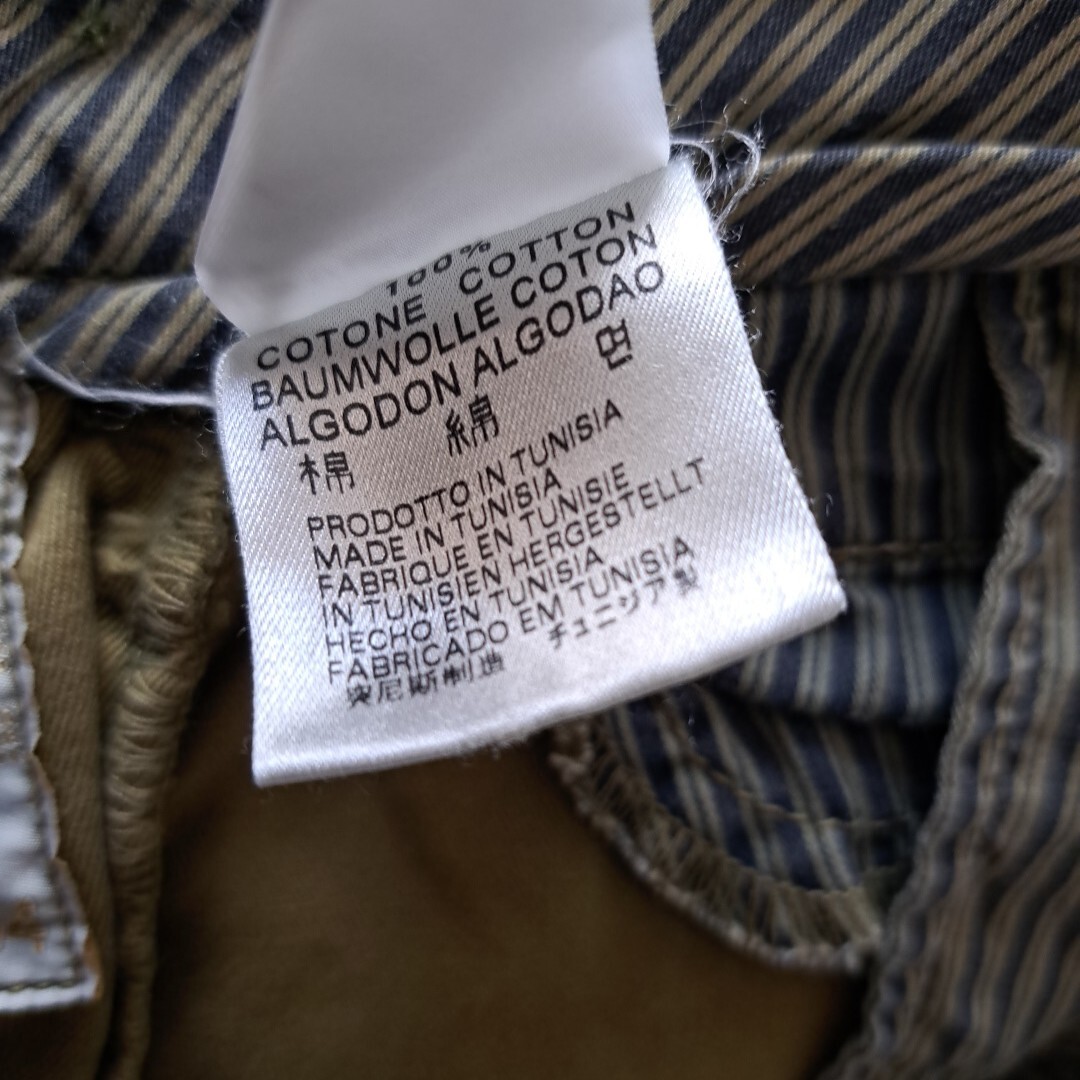 100%
COTONE COTTON
BAUMWOLLE COTON
ALGODON ALGODAO
棉 綿 면
PRODOTTO IN TUNISIA
MADE IN TUNISIA
FABRIQUE EN TUNISIE
IN TUNISIEN HERGESTELLT
HECHO EN TUNISIA
FABRICADO EM TUNISIA
突尼斯制造 チュニジア製